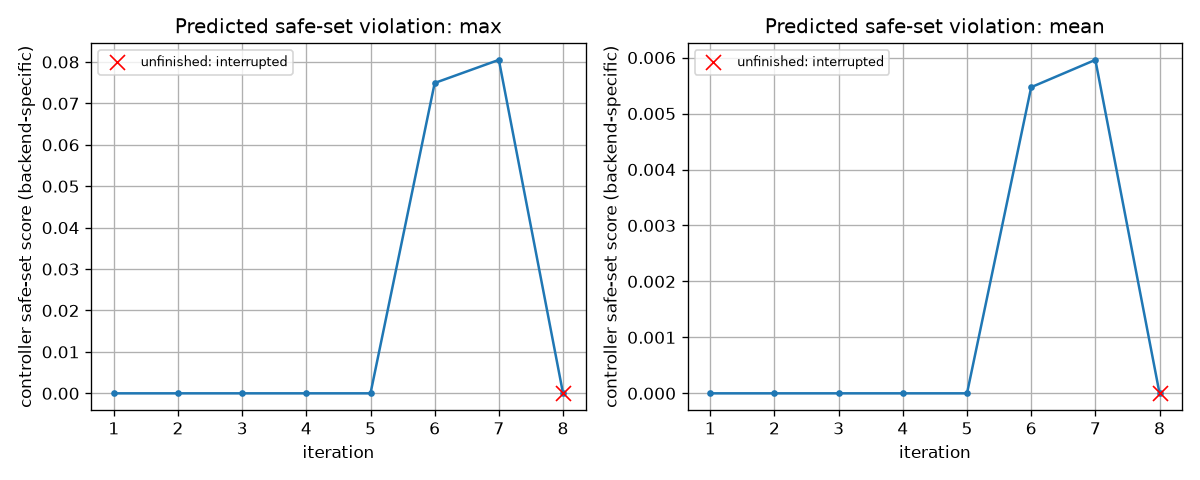 Predicted safe-set violation: max
controller safe-set score (backend-specific)
unfinished: interrupted
0.08
0.07
0.06
0.05
0.04
0.03
0.02
0.01
0.00
1 2 3 4 5 6 7 8
iteration
Predicted safe-set violation: mean
controller safe-set score (backend-specific)
unfinished: interrupted
0.006
0.005
0.004
0.003
0.002
0.001
0.000
1 2 3 4 5 6 7 8
iteration